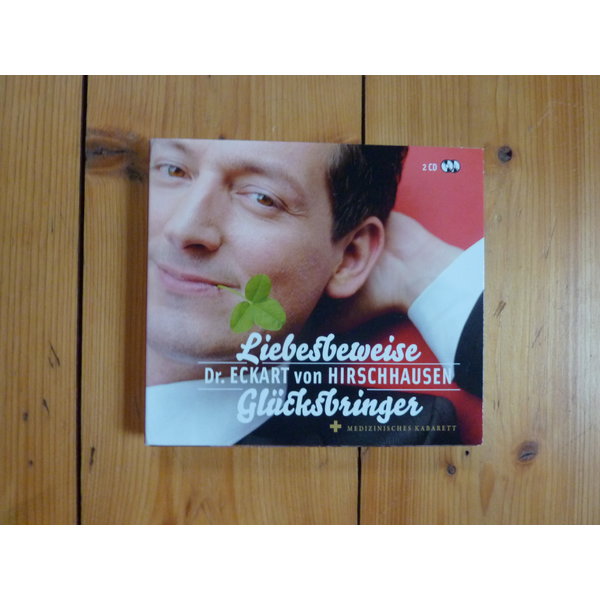 2 CD
Liebesbeweise
Dr. ECKART von HIRSCHHAUSEN
Glücksbringer
MEDIZINISCHES KABARETT